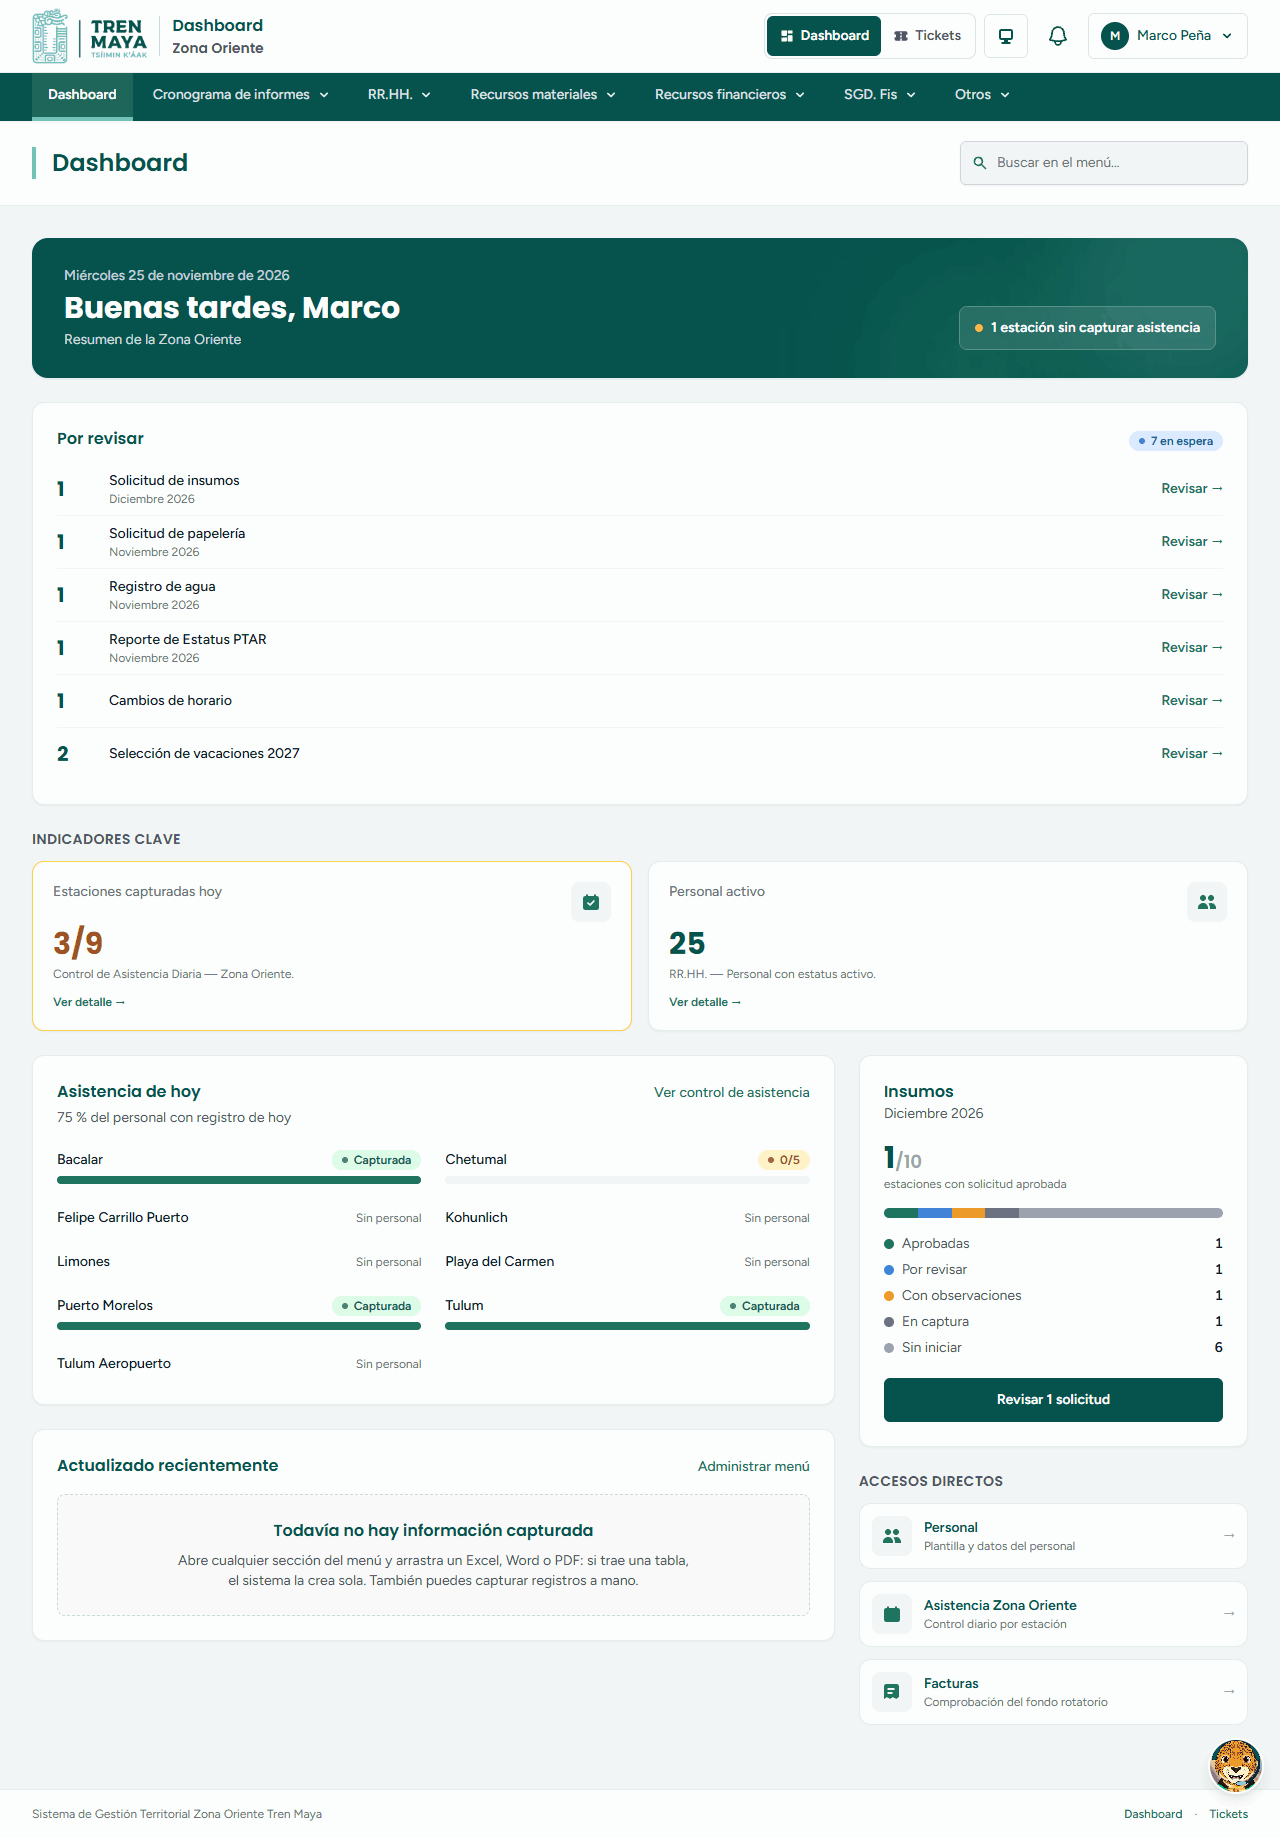 TREN
MAYA
TSÍIMIN K'ÁAK
Dashboard
Zona Oriente
Dashboard
Tickets
M
Marco Peña
Dashboard
Cronograma de informes
RR.HH.
Recursos materiales
Recursos financieros
SGD. Fis
Otros
Dashboard
Buscar en el menú...
Miércoles 25 de noviembre de 2026
Buenas tardes, Marco
Resumen de la Zona Oriente
1 estación sin capturar asistencia
Por revisar
7 en espera
1
Solicitud de insumos
Diciembre 2026
Revisar →
1
Solicitud de papelería
Noviembre 2026
Revisar →
1
Registro de agua
Noviembre 2026
Revisar →
1
Reporte de Estatus PTAR
Noviembre 2026
Revisar →
1
Cambios de horario
Revisar →
2
Selección de vacaciones 2027
Revisar →
INDICADORES CLAVE
Estaciones capturadas hoy
3/9
Control de Asistencia Diaria — Zona Oriente.
Ver detalle →
Personal activo
25
RR.HH. — Personal con estatus activo.
Ver detalle →
Asistencia de hoy
Ver control de asistencia
75 % del personal con registro de hoy
Bacalar
Capturada
Chetumal
0/5
Felipe Carrillo Puerto
Sin personal
Kohunlich
Sin personal
Limones
Sin personal
Playa del Carmen
Sin personal
Puerto Morelos
Capturada
Tulum
Capturada
Tulum Aeropuerto
Sin personal
Insumos
Diciembre 2026
1/10
estaciones con solicitud aprobada
Aprobadas 1
Por revisar 1
Con observaciones 1
En captura 1
Sin iniciar 6
Revisar 1 solicitud
Actualizado recientemente
Administrar menú
Todavía no hay información capturada
Abre cualquier sección del menú y arrastra un Excel, Word o PDF: si trae una tabla,
el sistema la crea sola. También puedes capturar registros a mano.
ACCESOS DIRECTOS
Personal
Plantilla y datos del personal
→
Asistencia Zona Oriente
Control diario por estación
→
Facturas
Comprobación del fondo rotatorio
→
Sistema de Gestión Territorial Zona Oriente Tren Maya
Dashboard · Tickets